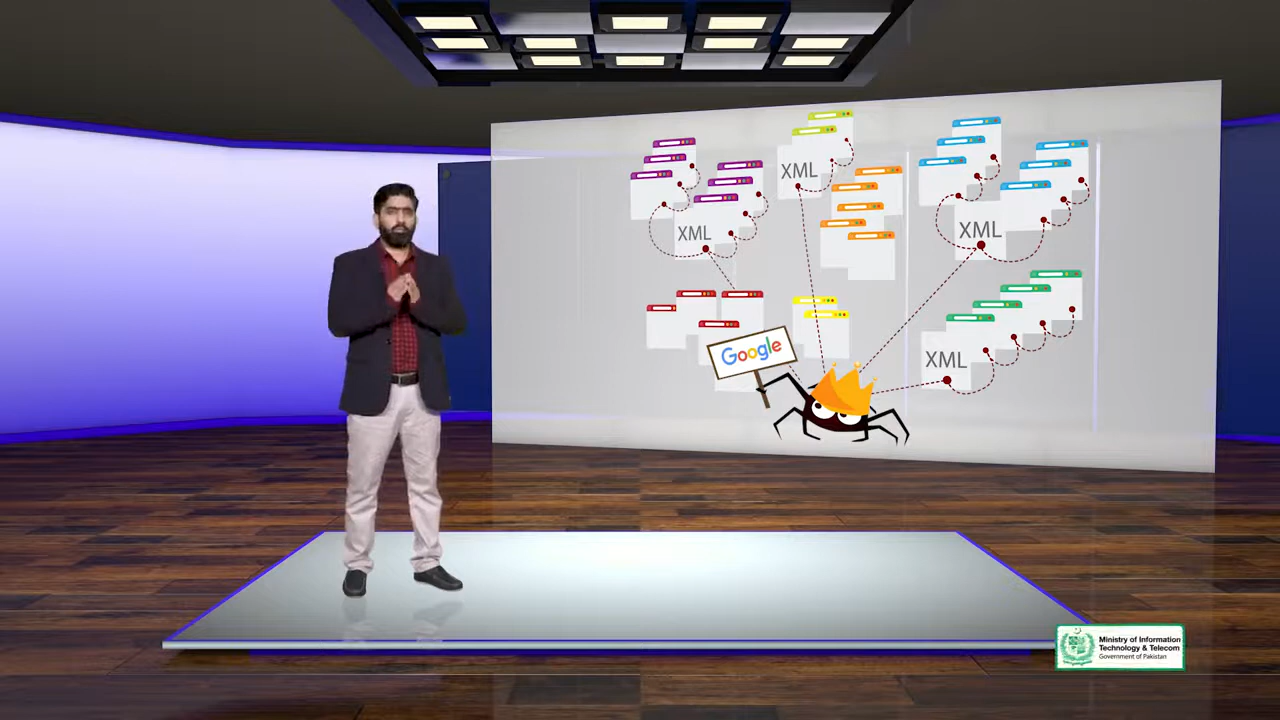 XML
XML
XML
XML
Google
Ministry of Information
Technology & Telecom
Government of Pakistan